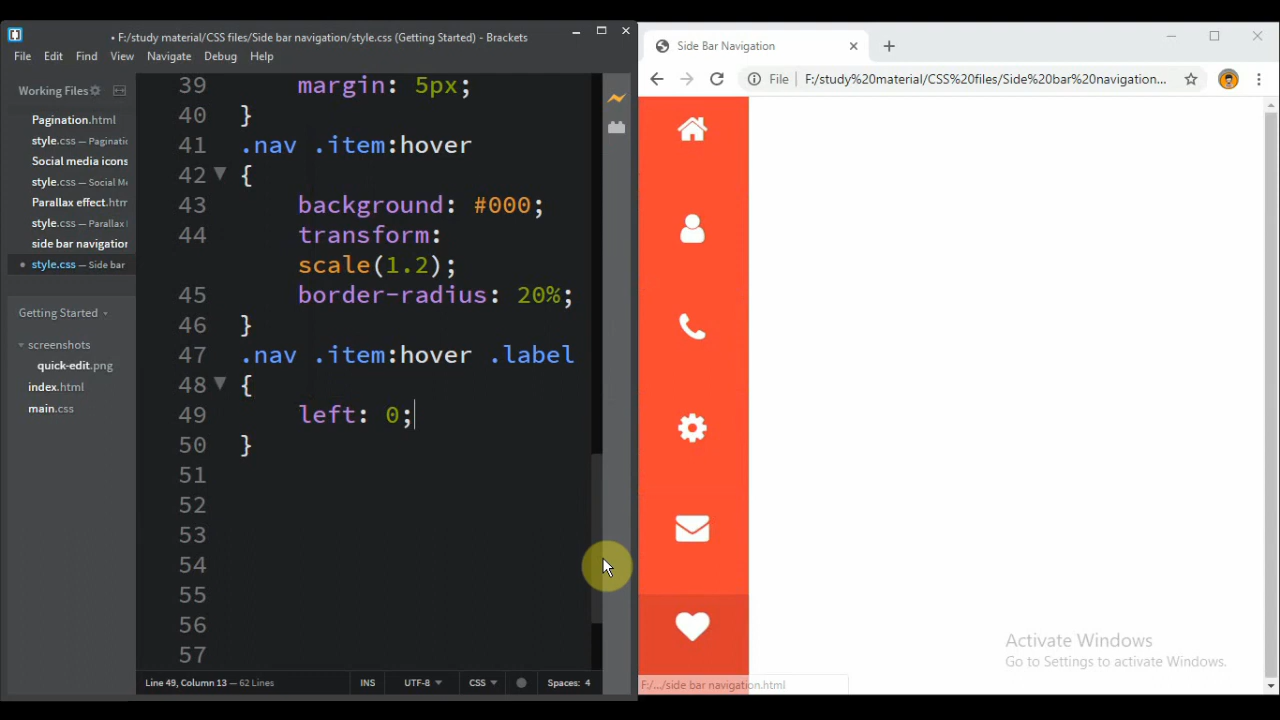 • F:/study material/CSS files/Side bar navigation/style.css (Getting Started) - Brackets
File Edit Find View Navigate Debug Help
Working Files
Pagination.html
style.css — Paginatio
Social media icons
style.css — Social Me
Parallax effect.htm
style.css — Parallax
side bar navigation
• style.css — Side bar
Getting Started
screenshots
quick-edit.png
index.html
main.css
39 margin: 5px;
40 }
41 .nav .item:hover
42 {
43 background: #000;
44 transform:
scale(1.2);
45 border-radius: 20%;
46 }
47 .nav .item:hover .label
48 {
49 left: 0;
50 }
51
52
53
54
55
56
57
Line 49, Column 13 — 62 Lines
INS UTF-8 CSS Spaces: 4
Side Bar Navigation
File F:/study%20material/CSS%20files/Side%20bar%20navigation...
Activate Windows
Go to Settings to activate Windows.
F:/.../side bar navigation.html